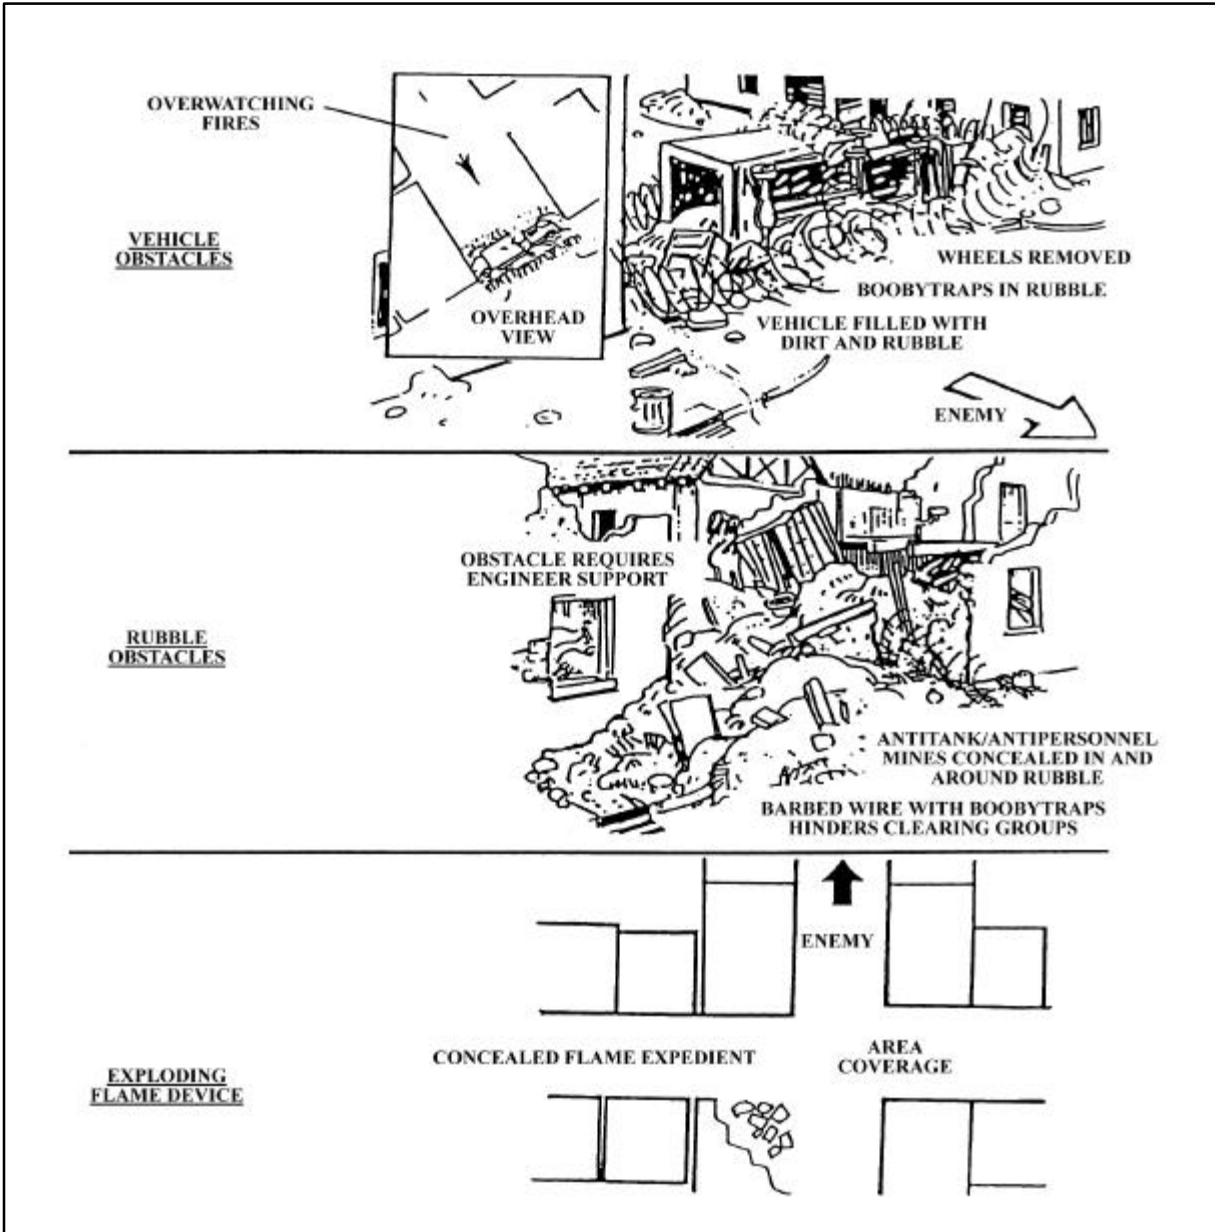 OVERWATCHING
FIRES
VEHICLE
OBSTACLES
OVERHEAD
VIEW
WHEELS REMOVED
BOOBYTRAPS IN RUBBLE
VEHICLE FILLED WITH
DIRT AND RUBBLE
ENEMY
OBSTACLE REQUIRES
ENGINEER SUPPORT
RUBBLE
OBSTACLES
ANTITANK/ANTIPERSONNEL
MINES CONCEALED IN AND
AROUND RUBBLE
BARBED WIRE WITH BOOBYTRAPS
HINDERS CLEARING GROUPS
ENEMY
CONCEALED FLAME EXPEDIENT
AREA
COVERAGE
EXPLODING
FLAME DEVICE